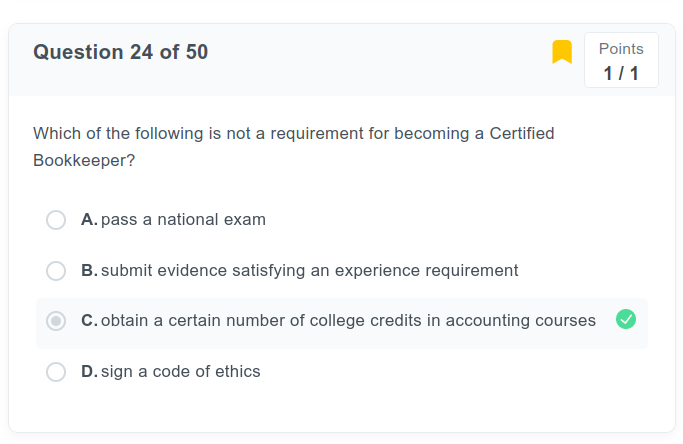 Question 24 of 50
Points
1 / 1
Which of the following is not a requirement for becoming a Certified
Bookkeeper?
A. pass a national exam
B. submit evidence satisfying an experience requirement
C. obtain a certain number of college credits in accounting courses
D. sign a code of ethics